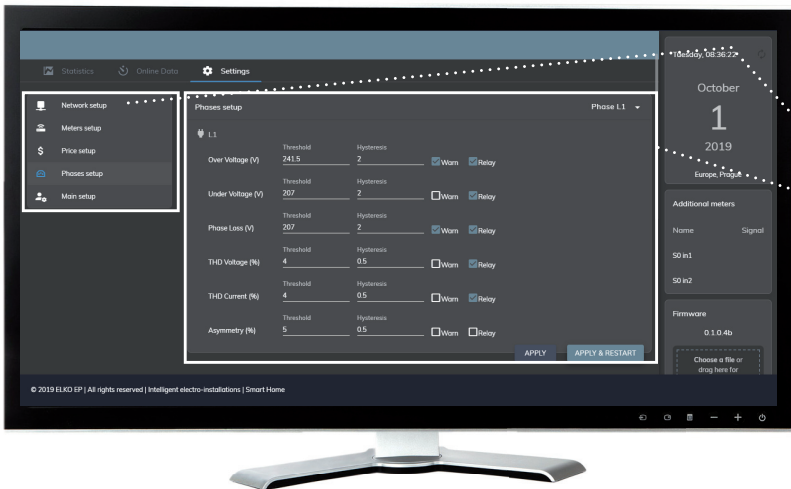 Statistics Online Data Settings
Network setup
Meters setup
Price setup
Phases setup
Main setup
Phases setup Phase L1
L1
Threshold Hysteresis
Over Voltage (V) 241.5 2 Warn Relay
Threshold Hysteresis
Under Voltage (V) 207 2 Warn Relay
Threshold Hysteresis
Phase Loss (V) 207 2 Warn Relay
Threshold Hysteresis
THD Voltage (%) 4 0.5 Warn Relay
Threshold Hysteresis
THD Current (%) 4 0.5 Warn Relay
Threshold Hysteresis
Asymmetry (%) 5 0.5 Warn Relay
APPLY APPLY & RESTART
Tuesday, 08:36:22
October
1
2019
Europe, Prague
Additional meters
Name Signal
S0 in1
S0 in2
Firmware
0.1.0.4b
Choose a file or
drag here for
© 2019 ELKO EP | All rights reserved | Intelligent electro-installations | Smart Home